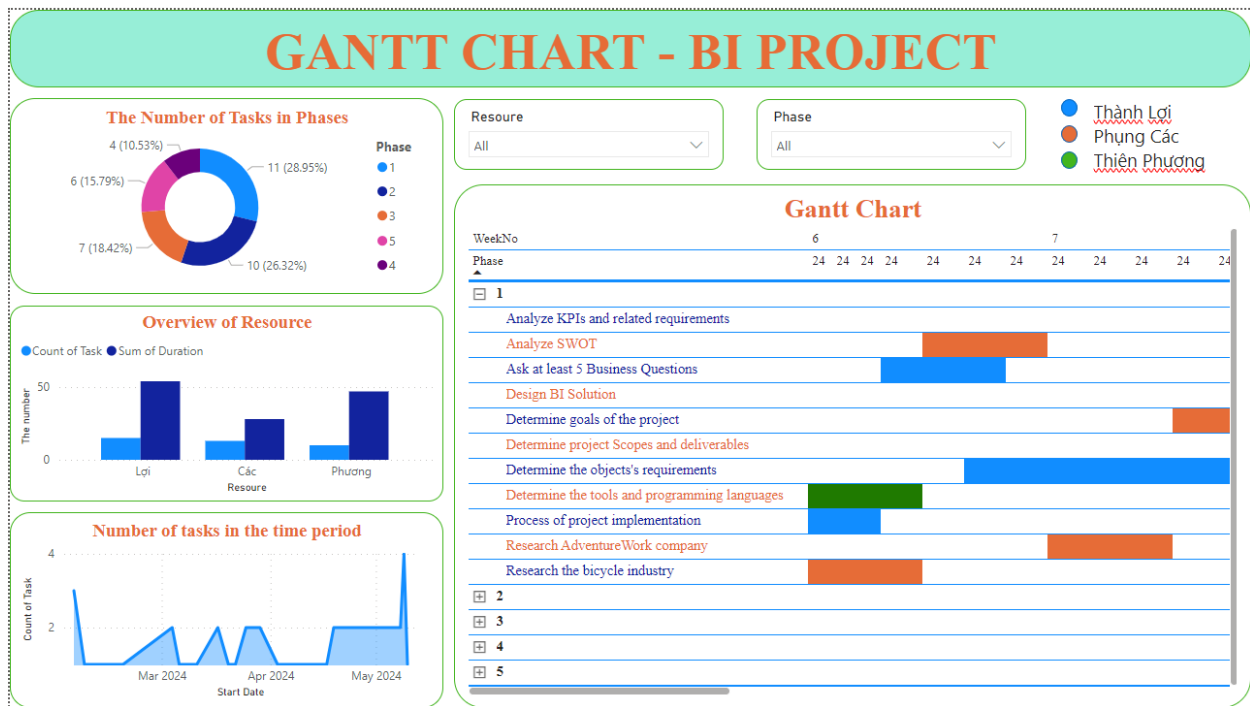 GANTT CHART - BI PROJECT
The Number of Tasks in Phases
4 (10.53%)
6 (15.79%)
7 (18.42%)
11 (28.95%)
10 (26.32%)
Phase
1
2
3
5
4
Resoure
All
Phase
All
Thành Lợi
Phụng Các
Thiên Phương
Overview of Resource
Count of Task Sum of Duration
The number
50
0
Lợi Các Phương
Resoure
Number of tasks in the time period
Count of Task
4
2
Mar 2024 Apr 2024 May 2024
Start Date
Gantt Chart
WeekNo 6 7
Phase 24 24 24 24 24 24 24 24 24 24 24 24
1
Analyze KPIs and related requirements
Analyze SWOT
Ask at least 5 Business Questions
Design BI Solution
Determine goals of the project
Determine project Scopes and deliverables
Determine the objects's requirements
Determine the tools and programming languages
Process of project implementation
Research AdventureWork company
Research the bicycle industry
2
3
4
5